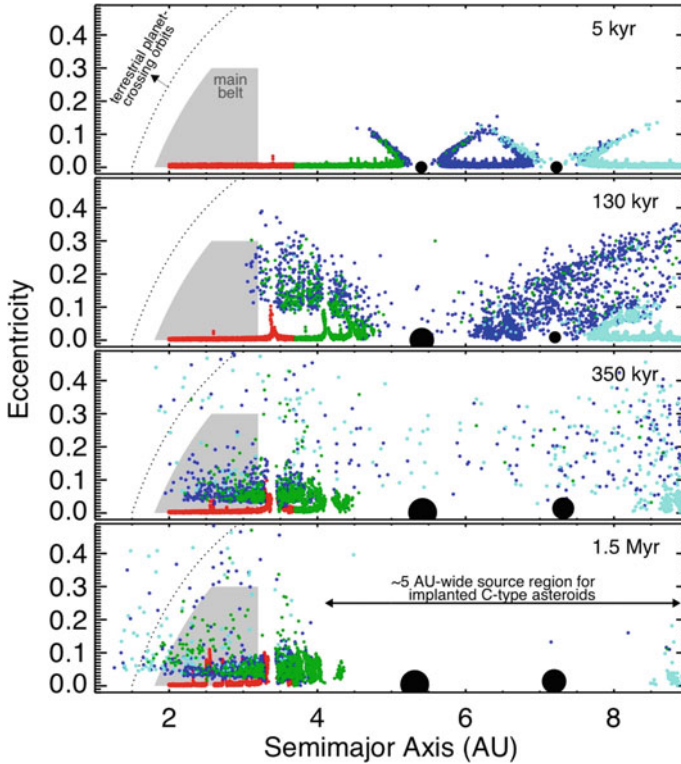 5 kyr
terrestrial planet-
crossing orbits
main
belt
0.4
0.3
0.2
0.1
0.0
130 kyr
0.4
0.3
0.2
0.1
0.0
350 kyr
0.4
0.3
0.2
0.1
0.0
1.5 Myr
~5 AU-wide source region for
implanted C-type asteroids
0.4
0.3
0.2
0.1
0.0
Eccentricity
2 4 6 8
Semimajor Axis (AU)